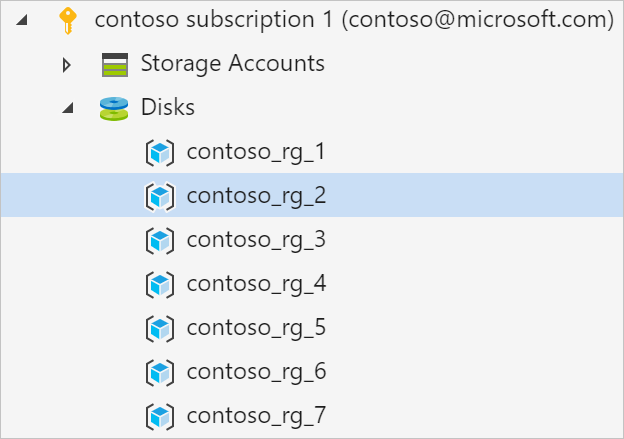 contoso subscription 1 (contoso@microsoft.com)
Storage Accounts
Disks
contoso_rg_1
contoso_rg_2
contoso_rg_3
contoso_rg_4
contoso_rg_5
contoso_rg_6
contoso_rg_7